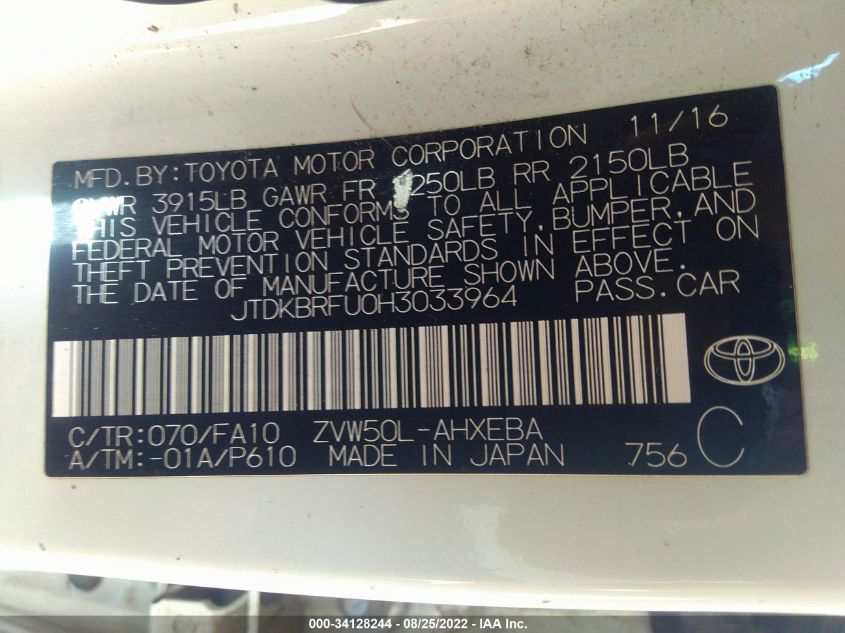 MFD. BY: TOYOTA MOTOR CORPORATION 11/16
3915LB GAWR FR RR 2150LB
THIS VEHICLE CONFORMS TO ALL APPLICABLE
FEDERAL MOTOR VEHICLE SAFETY, BUMPER, AND
THEFT PREVENTION STANDARDS IN EFFECT ON
THE DATE OF MANUFACTURE SHOWN ABOVE.
JTDKBRFU0H3033964 PASS. CAR
C/TR: 070/FA10 ZVW50L-AHXEBA
A/TM: -01A/P610 MADE IN JAPAN 756 C
000-34128244 - 08/25/2022 - IAA Inc.